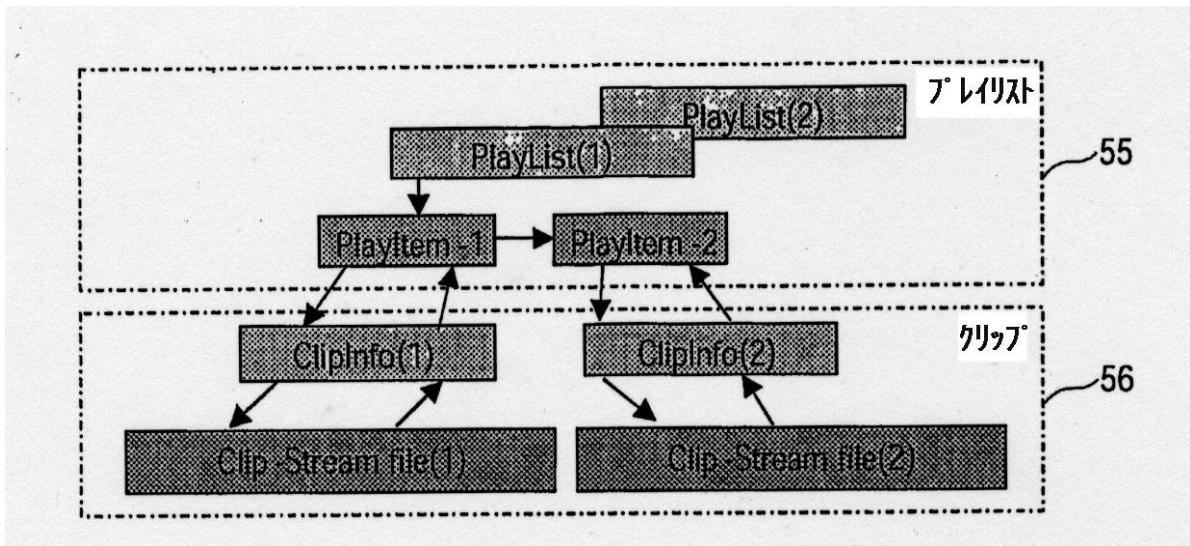 プレイリスト
PlayList(2)
PlayList(1)
55
PlayItem -1
PlayItem -2
クリップ
ClipInfo(1)
ClipInfo(2)
56
Clip -Stream file(1)
Clip -Stream file(2)